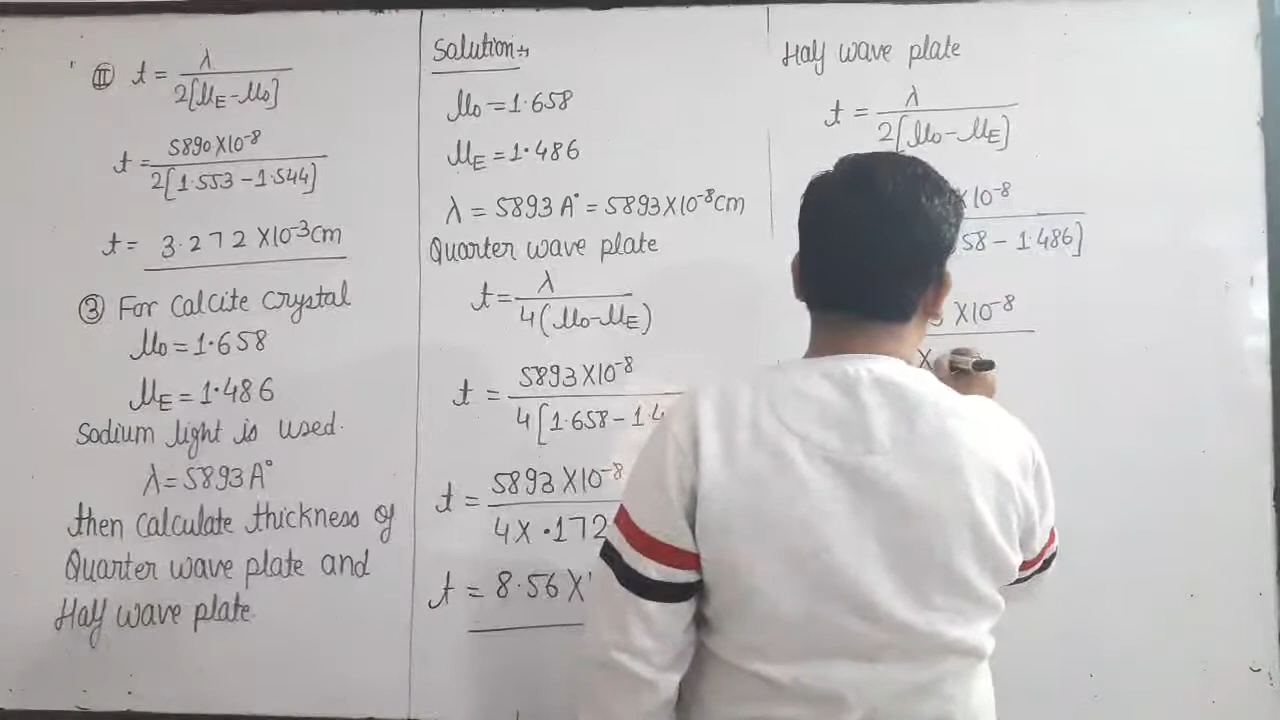 II t = λ / 2[μE - μo]
t = 5890 X 10⁻⁸ / 2[1.553 - 1.544]
t = 3.272 X 10⁻³ cm
③ For Calcite crystal
μo = 1.658
μE = 1.486
Sodium light is used.
λ = 5893 A°
then calculate thickness of
Quarter wave plate and
Half wave plate.
Solution:→
μo = 1.658
μE = 1.486
λ = 5893 A° = 5893 X 10⁻⁸ cm
Quarter wave plate
t = λ / 4(μo - μE)
t = 5893 X 10⁻⁸ / 4[1.658 - 1.4
t = 5893 X 10⁻⁸ / 4 X .172
t = 8.56 X
Half wave plate
t = λ / 2[μo - μE]
X 10⁻⁸ / 58 - 1.486]
X 10⁻⁸ / X